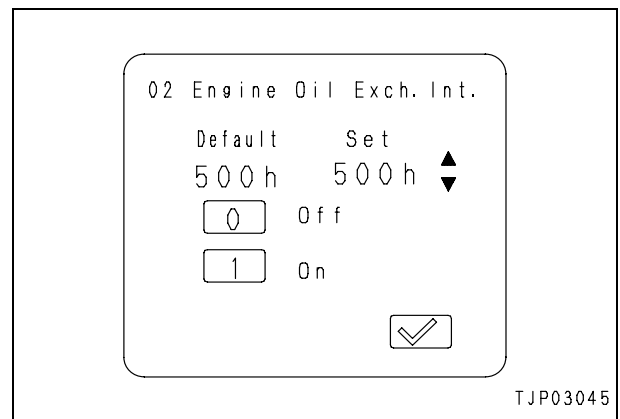 02 Engine Oil Exch. Int.
Default Set
500h 500h ▲▼
0 Off
1 On
TJP03045